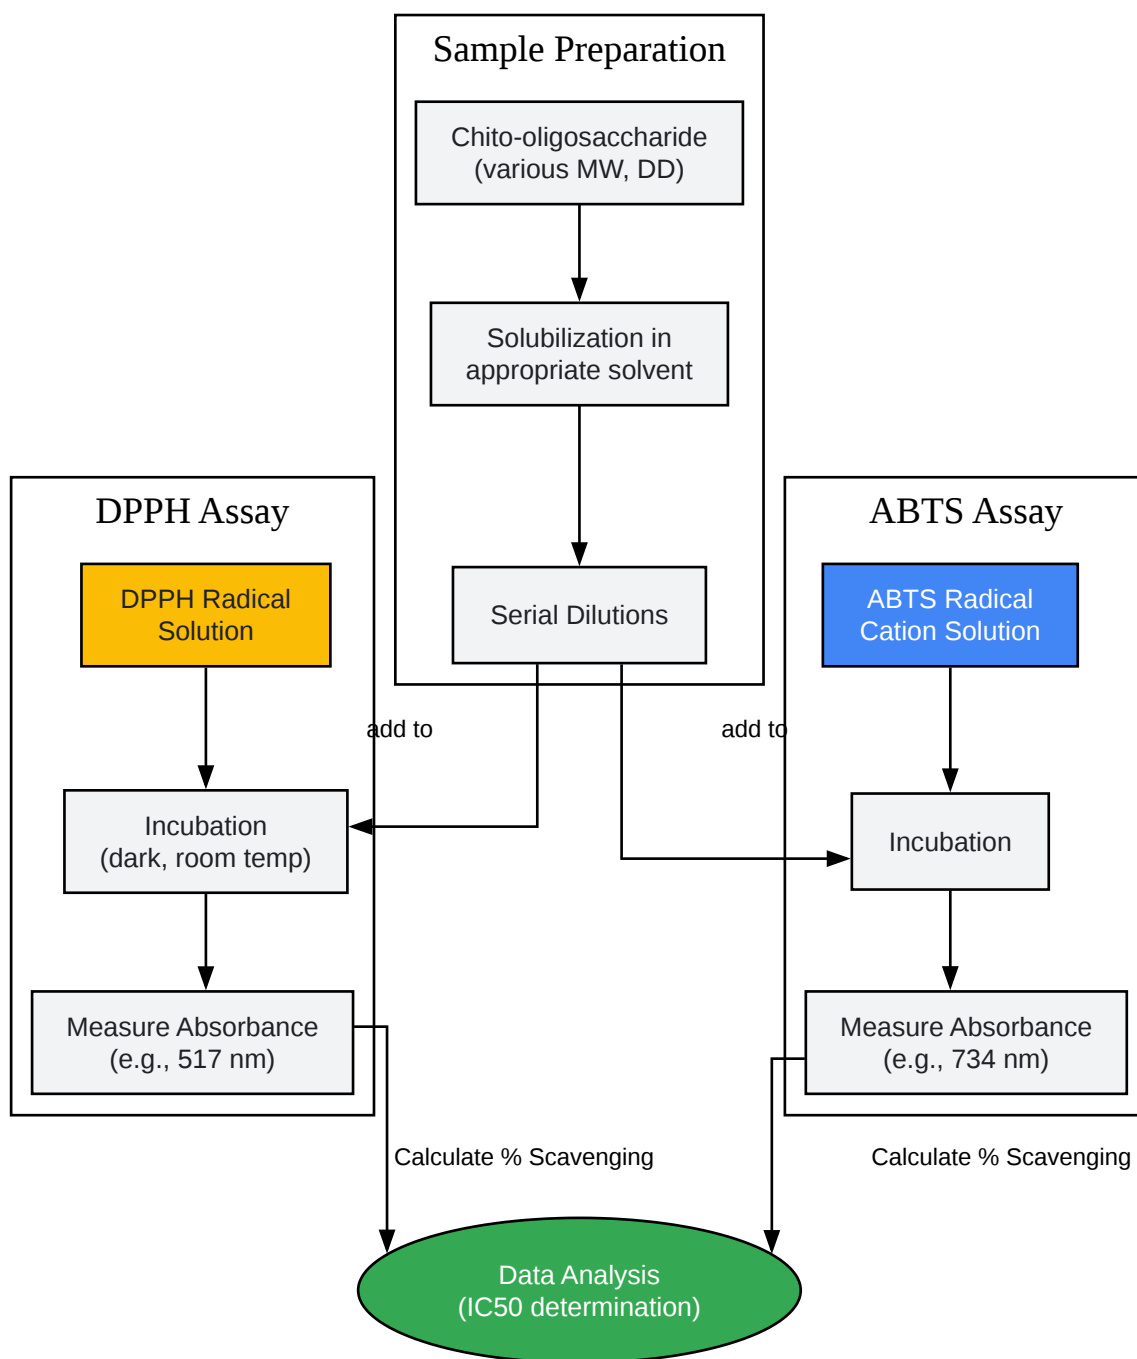 Sample Preparation
Chito-oligosaccharide
(various MW, DD)
Solubilization in
appropriate solvent
Serial Dilutions
DPPH Assay
DPPH Radical
Solution
add to
Incubation
(dark, room temp)
Measure Absorbance
(e.g., 517 nm)
Calculate % Scavenging
ABTS Assay
ABTS Radical
Cation Solution
add to
Incubation
Measure Absorbance
(e.g., 734 nm)
Calculate % Scavenging
Data Analysis
(IC50 determination)